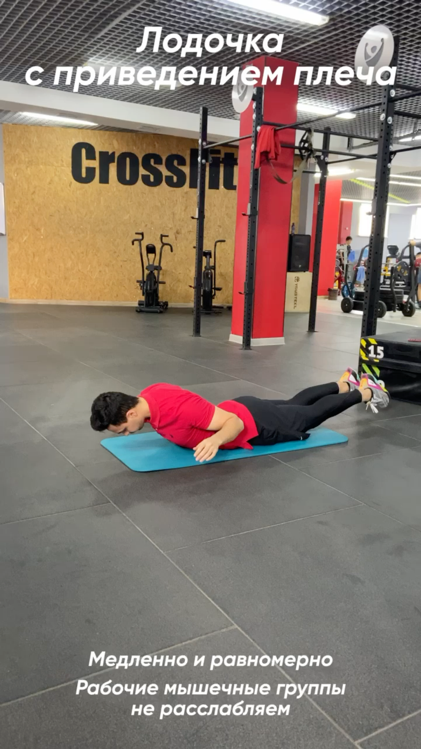 Лодочка
с приведением плеча
CrossFit
15
Медленно и равномерно
Рабочие мышечные группы
не расслабляем